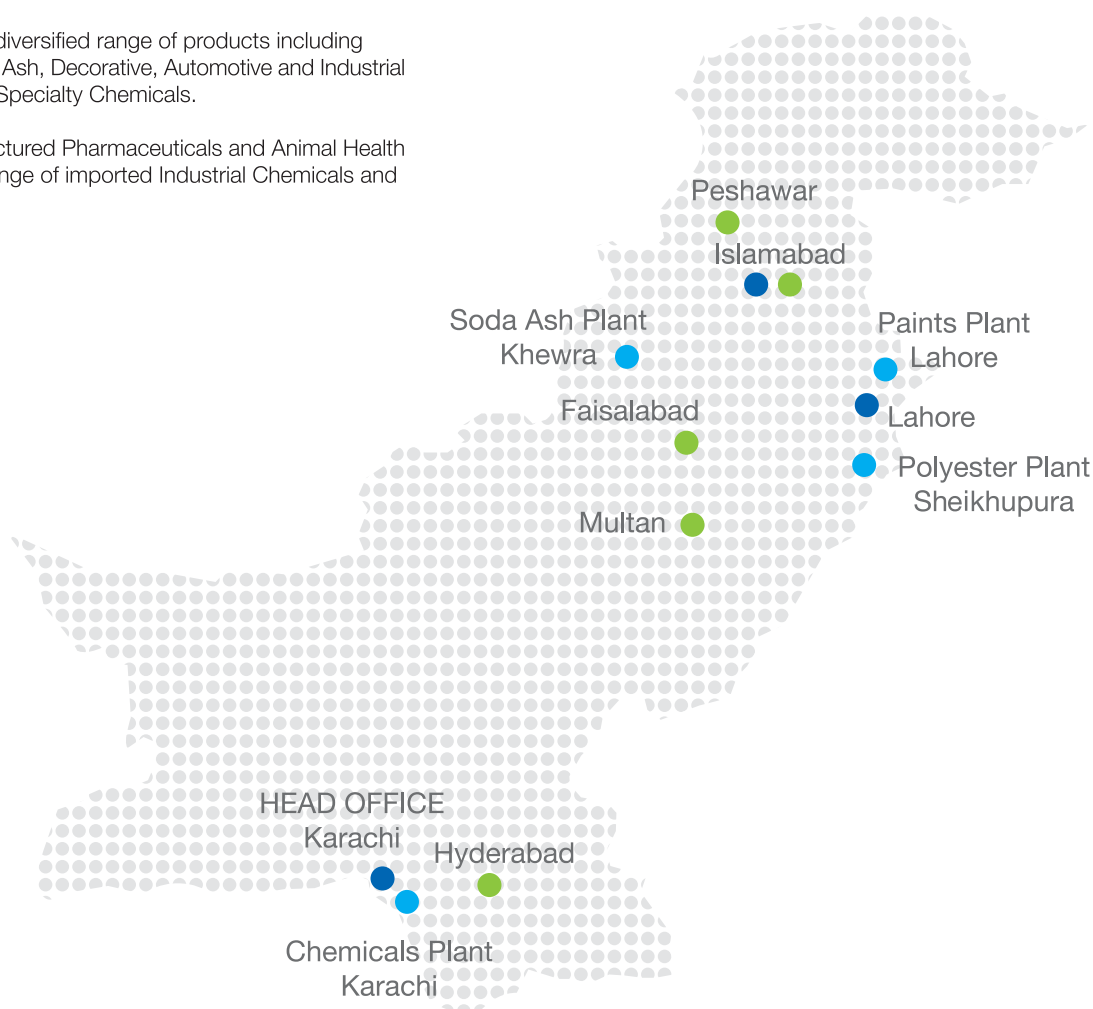 diversified range of products including
Ash, Decorative, Automotive and Industrial
Specialty Chemicals.
ctured Pharmaceuticals and Animal Health
nge of imported Industrial Chemicals and
Peshawar
Islamabad
Soda Ash Plant
Khewra
Paints Plant
Lahore
Faisalabad
Lahore
Polyester Plant
Sheikhupura
Multan
HEAD OFFICE
Karachi
Hyderabad
Chemicals Plant
Karachi